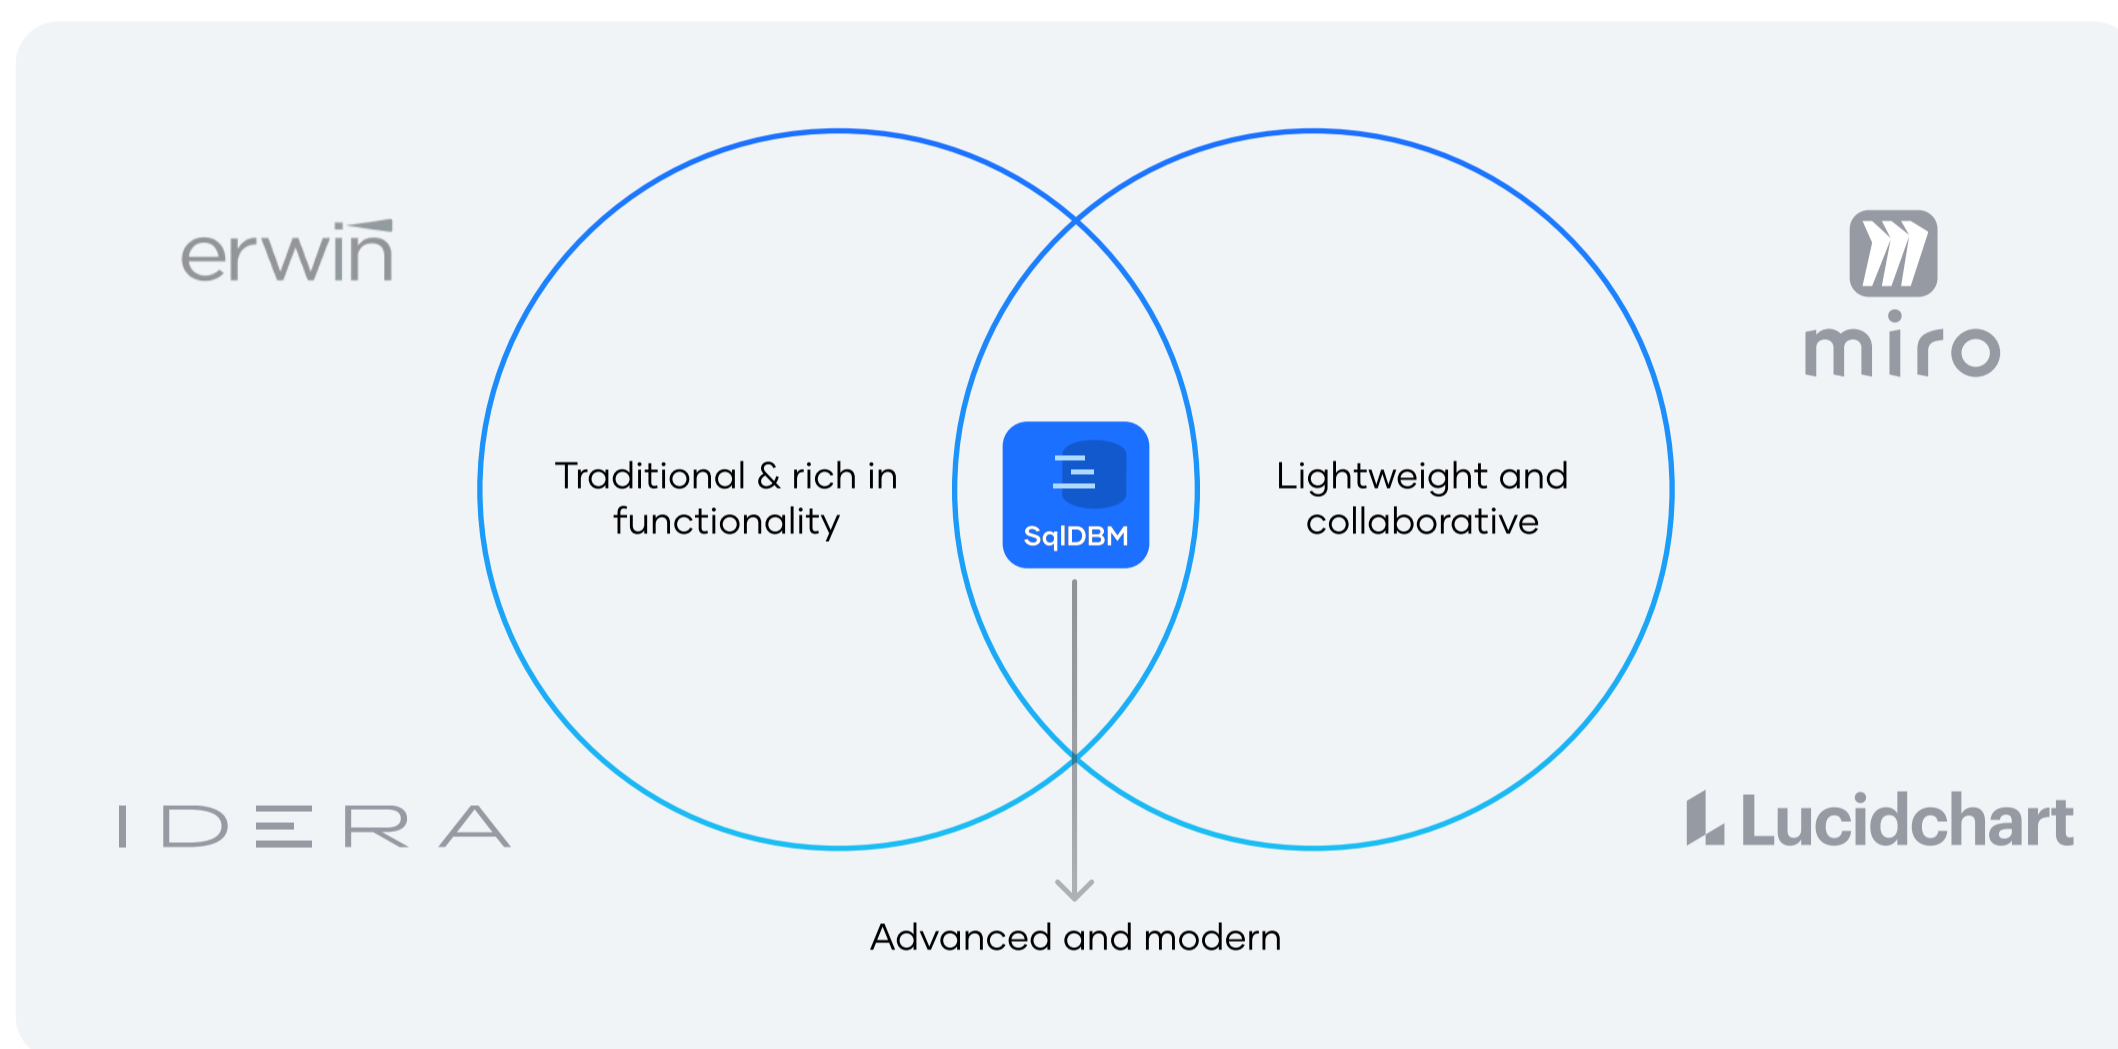 erwin
miro
Traditional & rich in
functionality
SqlDBM
Lightweight and
collaborative
IDERA
Lucidchart
Advanced and modern